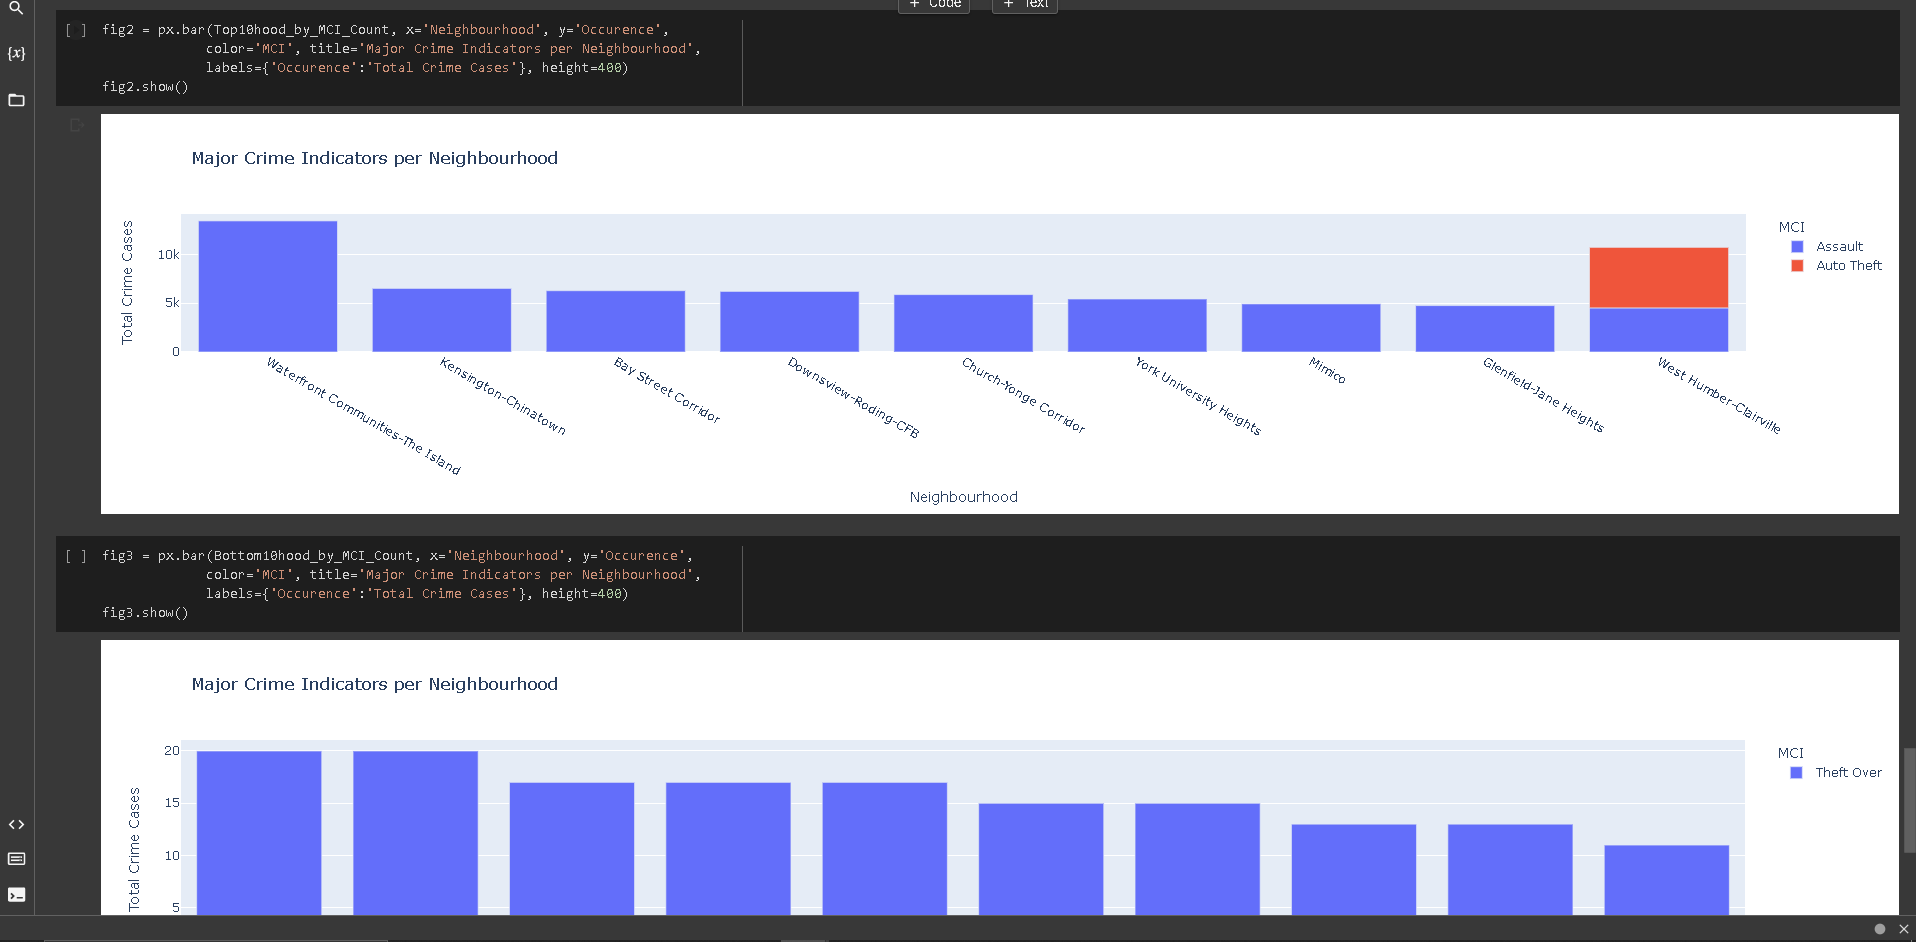 + Code + Text
{x}
[ ] fig2 = px.bar(Top10hood_by_MCI_Count, x='Neighbourhood', y='Occurence',
color='MCI', title='Major Crime Indicators per Neighbourhood',
labels={'Occurence':'Total Crime Cases'}, height=400)
fig2.show()
Major Crime Indicators per Neighbourhood
Total Crime Cases
10k
5k
0
MCI
Assault
Auto Theft
Waterfront Communities-The Island
Kensington-Chinatown
Bay Street Corridor
Downsview-Roding-CFB
Church-Yonge Corridor
York University Heights
Mimico
Glenfield-Jane Heights
West Humber-Clairville
Neighbourhood
[ ] fig3 = px.bar(Bottom10hood_by_MCI_Count, x='Neighbourhood', y='Occurence',
color='MCI', title='Major Crime Indicators per Neighbourhood',
labels={'Occurence':'Total Crime Cases'}, height=400)
fig3.show()
Major Crime Indicators per Neighbourhood
Total Crime Cases
20
15
10
5
MCI
Theft Over